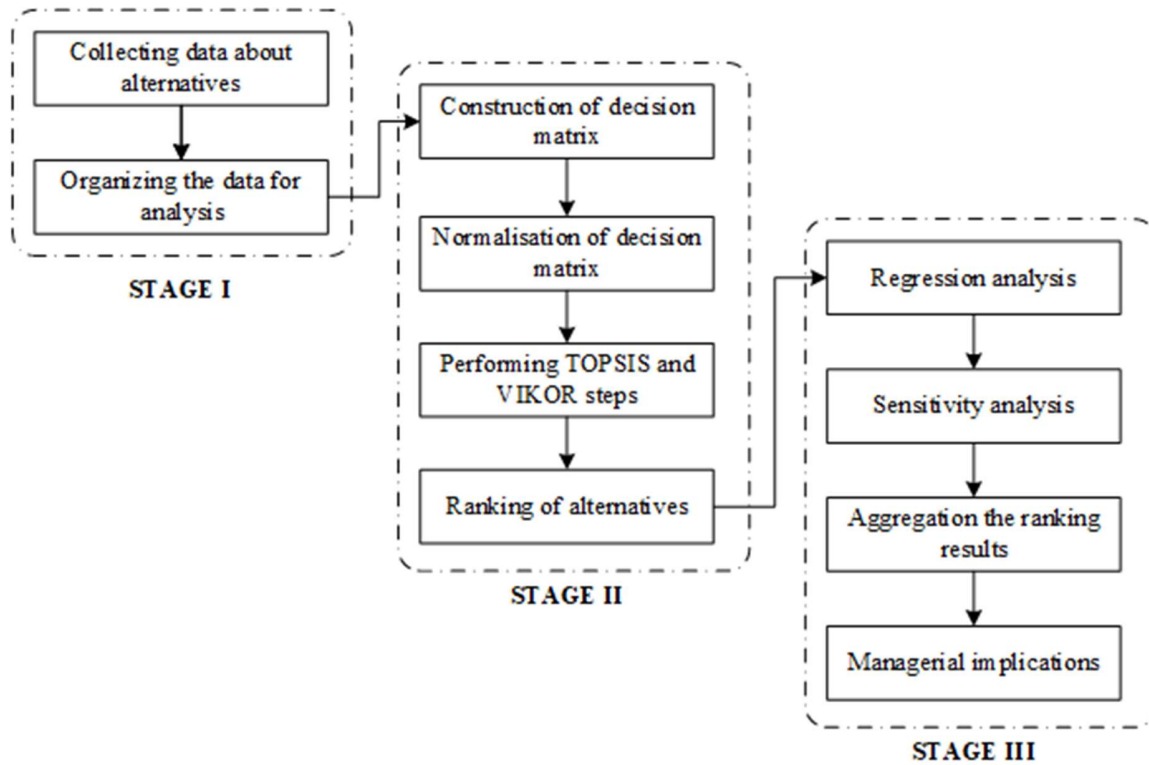 Collecting data about
alternatives
Organizing the data for
analysis
STAGE I
Construction of decision
matrix
Normalisation of decision
matrix
Performing TOPSIS and
VIKOR steps
Ranking of alternatives
STAGE II
Regression analysis
Sensitivity analysis
Aggregation the ranking
results
Managerial implications
STAGE III